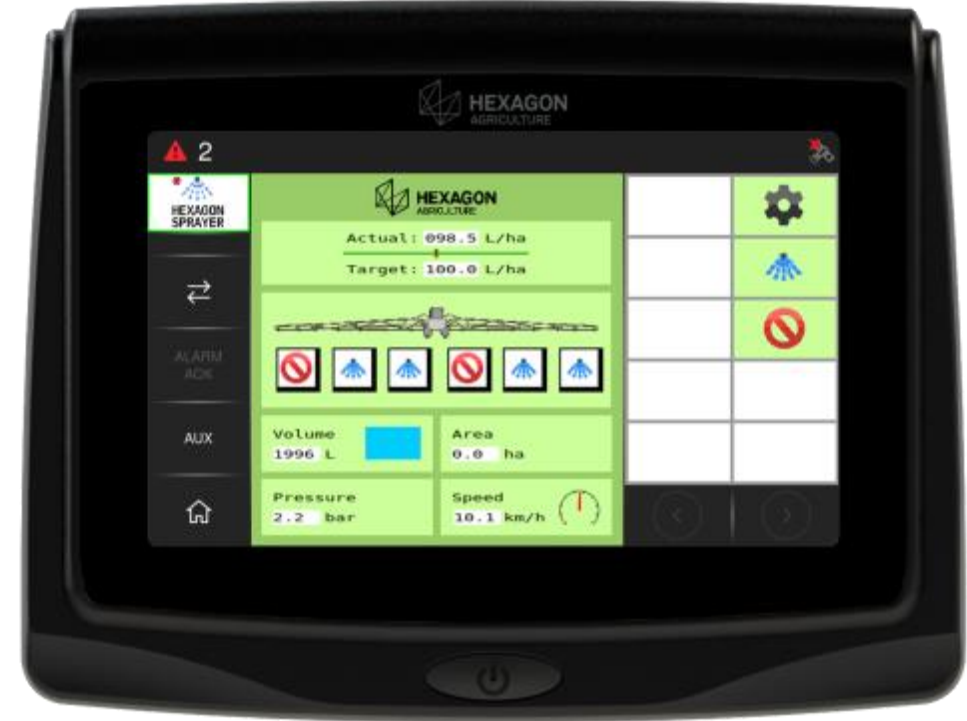 HEXAGON
AGRICULTURE
2
HEXAGON
SPRAYER
ALARM
ACK
AUX
HEXAGON
AGRICULTURE
Actual: 098.5 L/ha
Target: 100.0 L/ha
Volume
1996 L
Area
0.0 ha
Pressure
2.2 bar
Speed
10.1 km/h